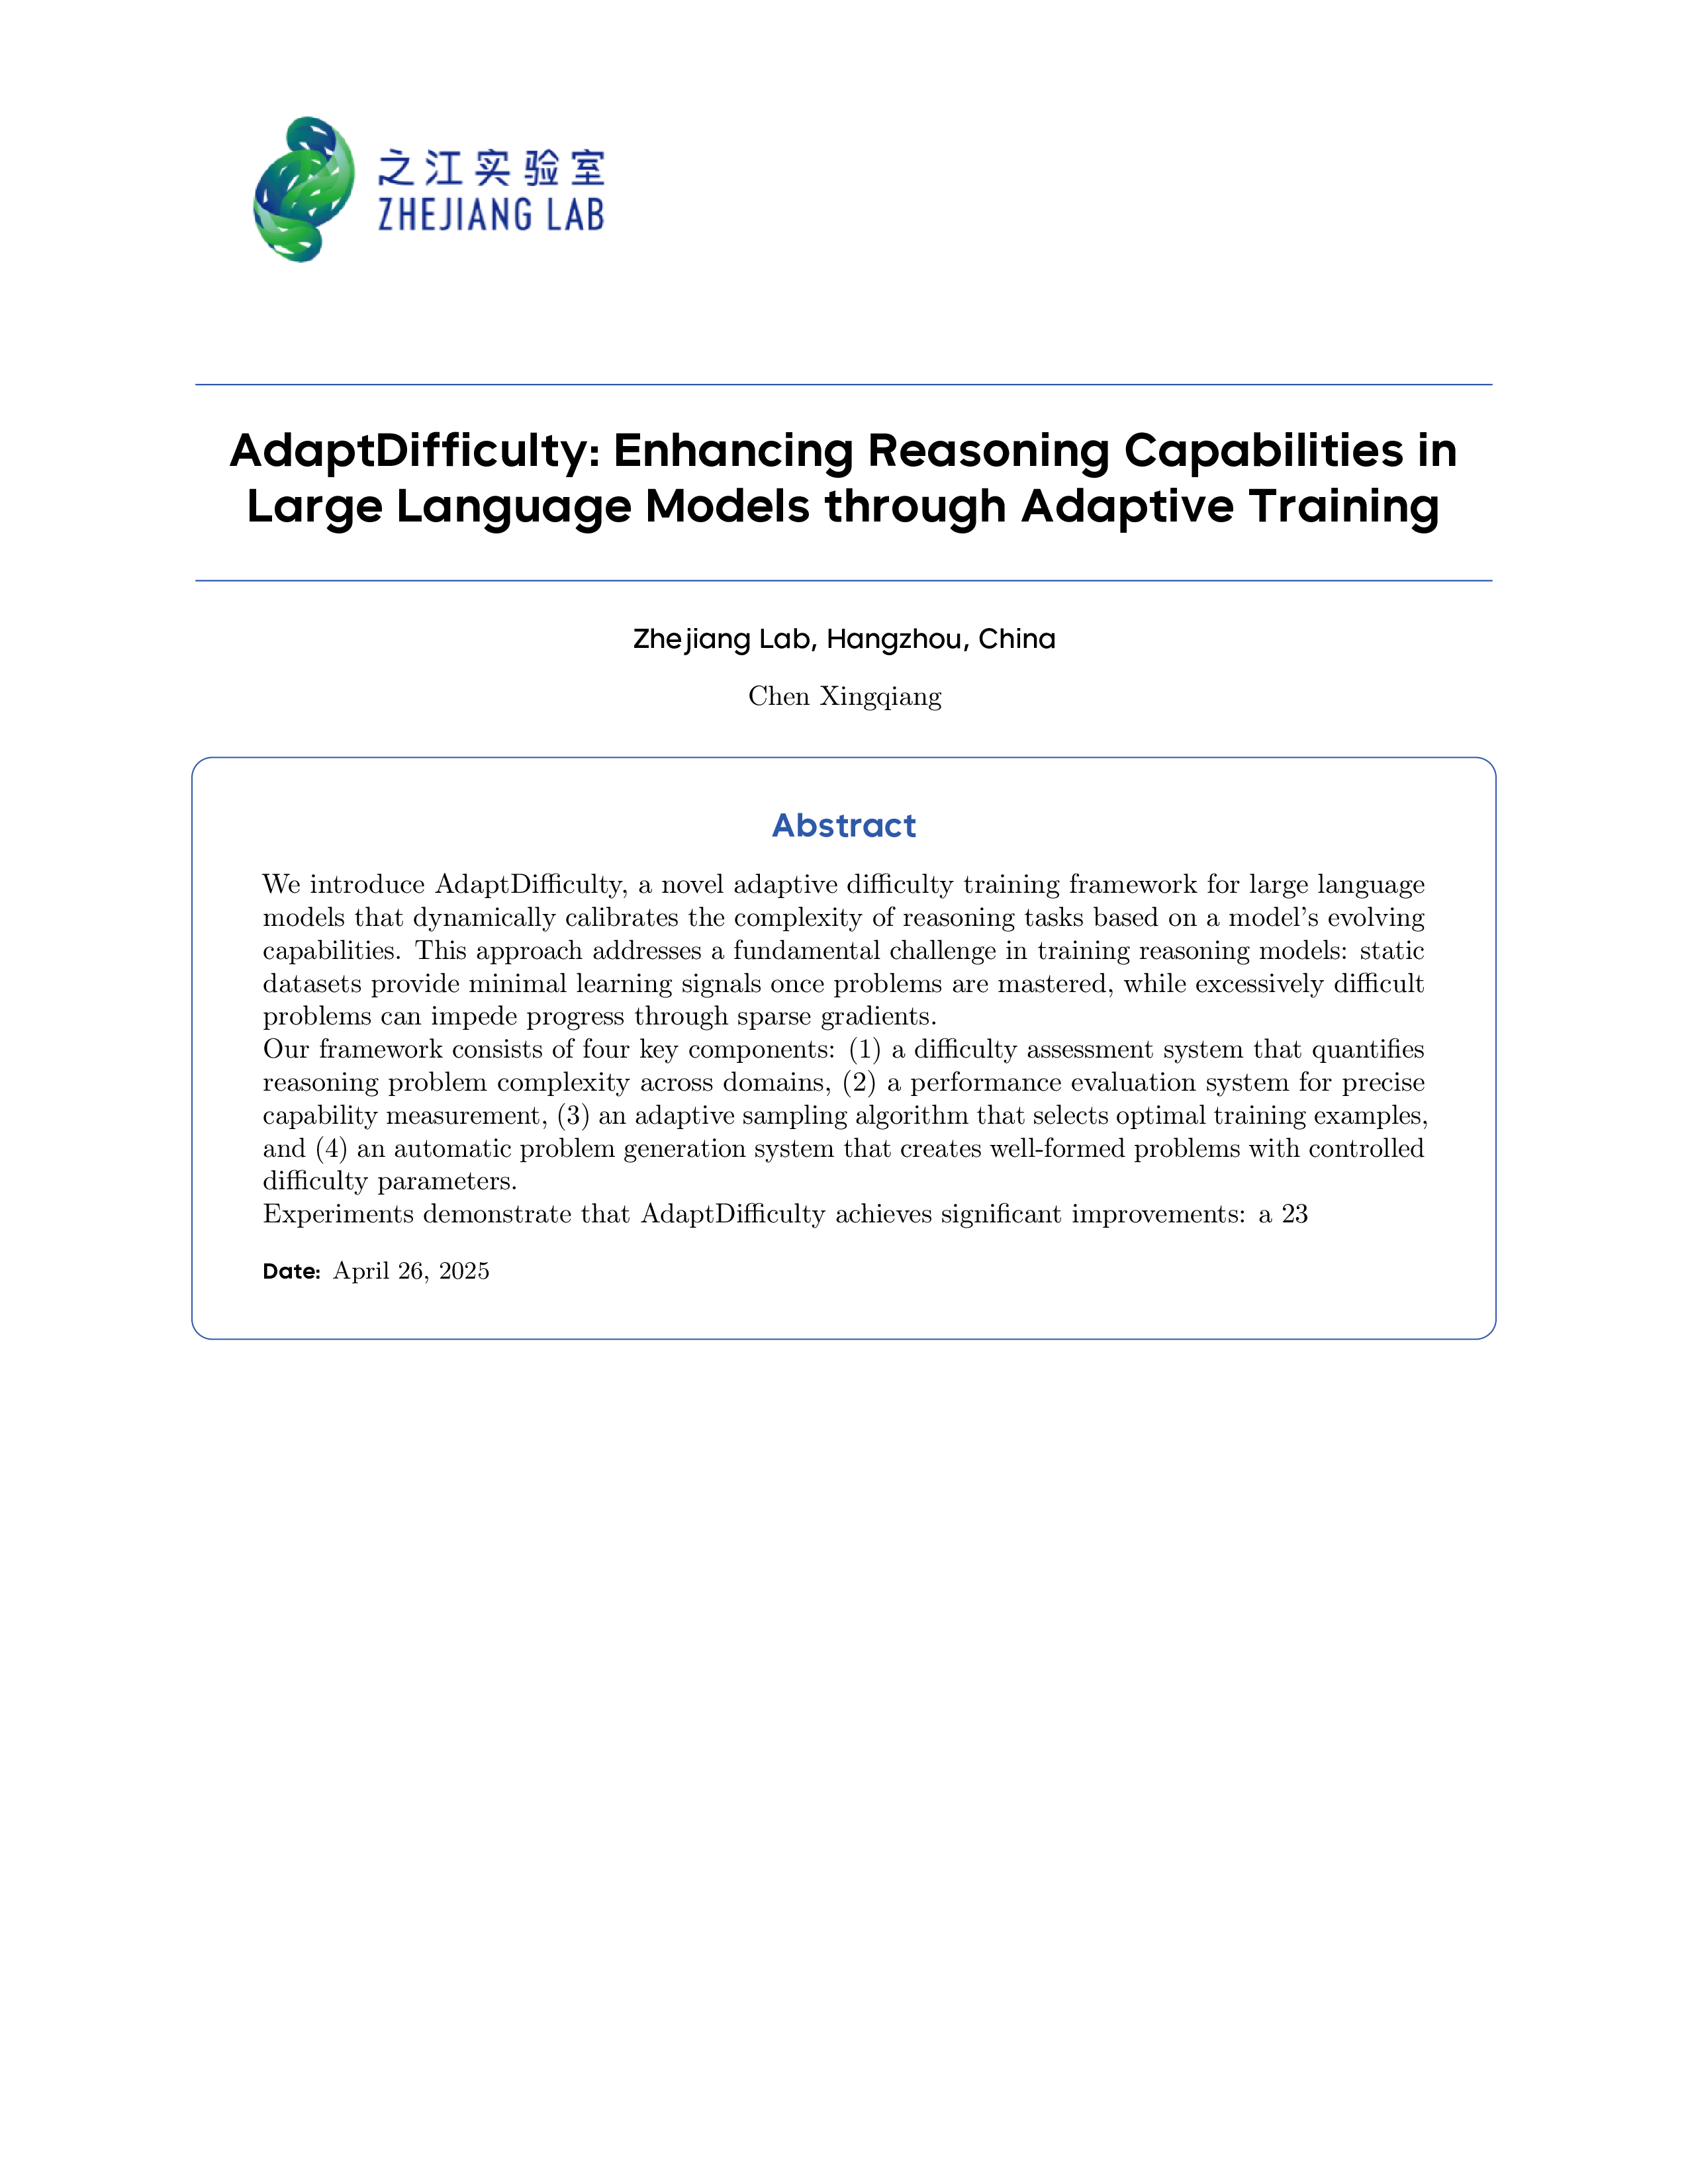 之江实验室
ZHEJIANG LAB
AdaptDifficulty: Enhancing Reasoning Capabilities in
Large Language Models through Adaptive Training
Zhejiang Lab, Hangzhou, China
Chen Xingqiang
Abstract
We introduce AdaptDifficulty, a novel adaptive difficulty training framework for large language
models that dynamically calibrates the complexity of reasoning tasks based on a model's evolving
capabilities. This approach addresses a fundamental challenge in training reasoning models: static
datasets provide minimal learning signals once problems are mastered, while excessively difficult
problems can impede progress through sparse gradients.
Our framework consists of four key components: (1) a difficulty assessment system that quantifies
reasoning problem complexity across domains, (2) a performance evaluation system for precise
capability measurement, (3) an adaptive sampling algorithm that selects optimal training examples,
and (4) an automatic problem generation system that creates well-formed problems with controlled
difficulty parameters.
Experiments demonstrate that AdaptDifficulty achieves significant improvements: a 23
Date: April 26, 2025